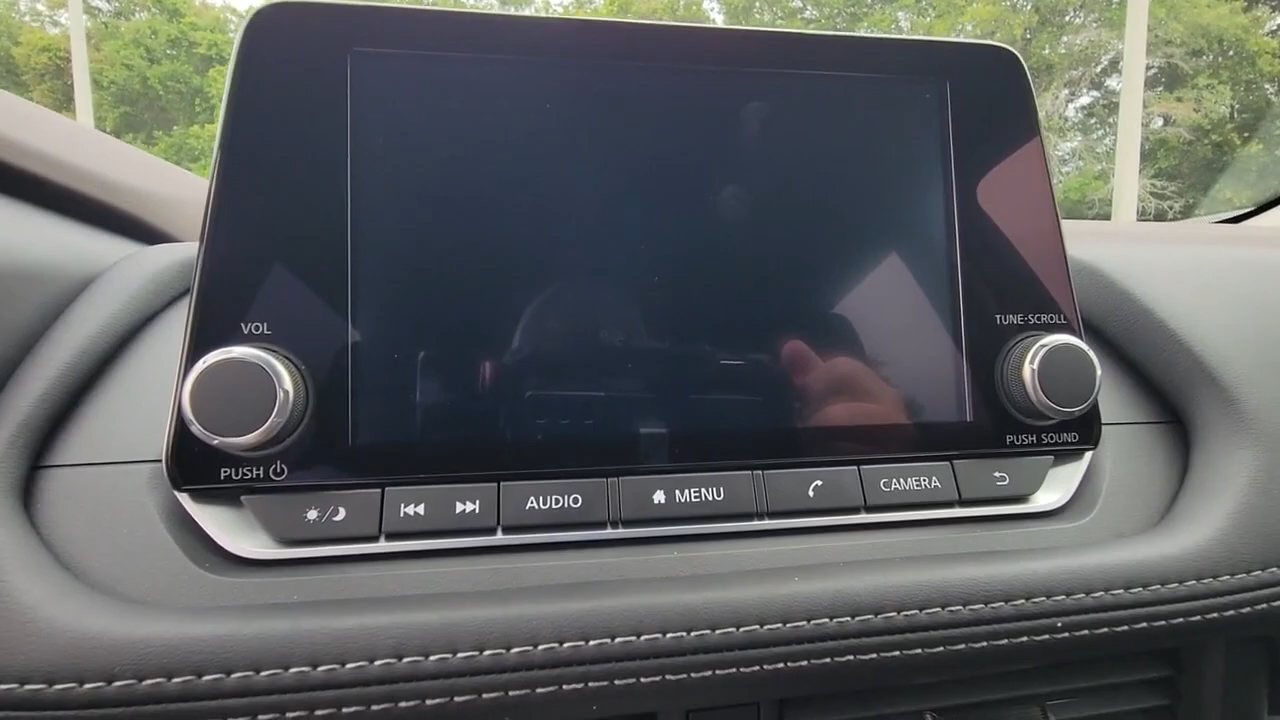 VOL
TUNE·SCROLL
PUSH
PUSH SOUND
AUDIO
MENU
CAMERA